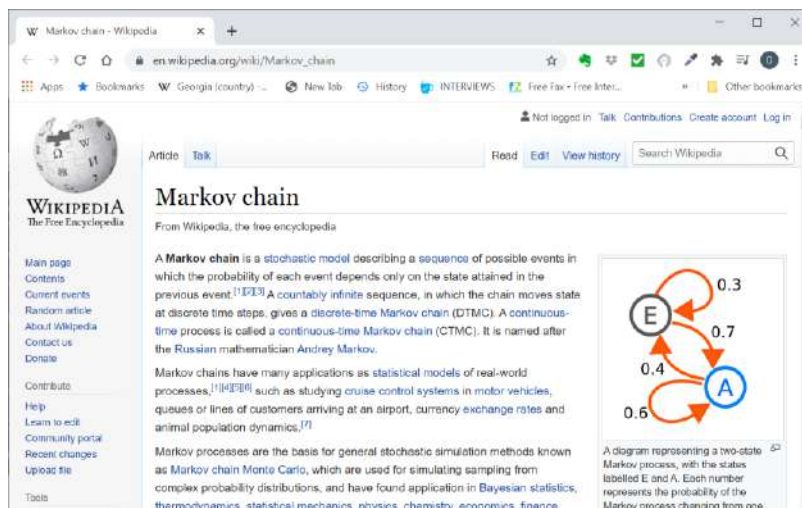 Markov chain - Wikipedia
en.wikipedia.org/wiki/Markov_chain
Apps Bookmarks Georgia (country) -... New Tab History INTERVIEWS Free Fax • Free Inter... Other bookmarks
Not logged in Talk Contributions Create account Log in
Article Talk Read Edit View history Search Wikipedia
WIKIPEDIA
The Free Encyclopedia
Main page
Contents
Current events
Random article
About Wikipedia
Contact us
Donate
Contribute
Help
Learn to edit
Community portal
Recent changes
Upload file
Tools
Markov chain
From Wikipedia, the free encyclopedia
A Markov chain is a stochastic model describing a sequence of possible events in
which the probability of each event depends only on the state attained in the
previous event.[1][2][3] A countably infinite sequence, in which the chain moves state
at discrete time steps, gives a discrete-time Markov chain (DTMC). A continuous-
time process is called a continuous-time Markov chain (CTMC). It is named after
the Russian mathematician Andrey Markov.
Markov chains have many applications as statistical models of real-world
processes,[1][4][5][6] such as studying cruise control systems in motor vehicles,
queues or lines of customers arriving at an airport, currency exchange rates and
animal population dynamics.[7]
Markov processes are the basis for general stochastic simulation methods known
as Markov chain Monte Carlo, which are used for simulating sampling from
complex probability distributions, and have found application in Bayesian statistics,
thermodynamics, statistical mechanics, physics, chemistry, economics, finance,
0.3
E
0.7
0.4
A
0.6
A diagram representing a two-state
Markov process, with the states
labelled E and A. Each number
represents the probability of the
Markov process changing from one